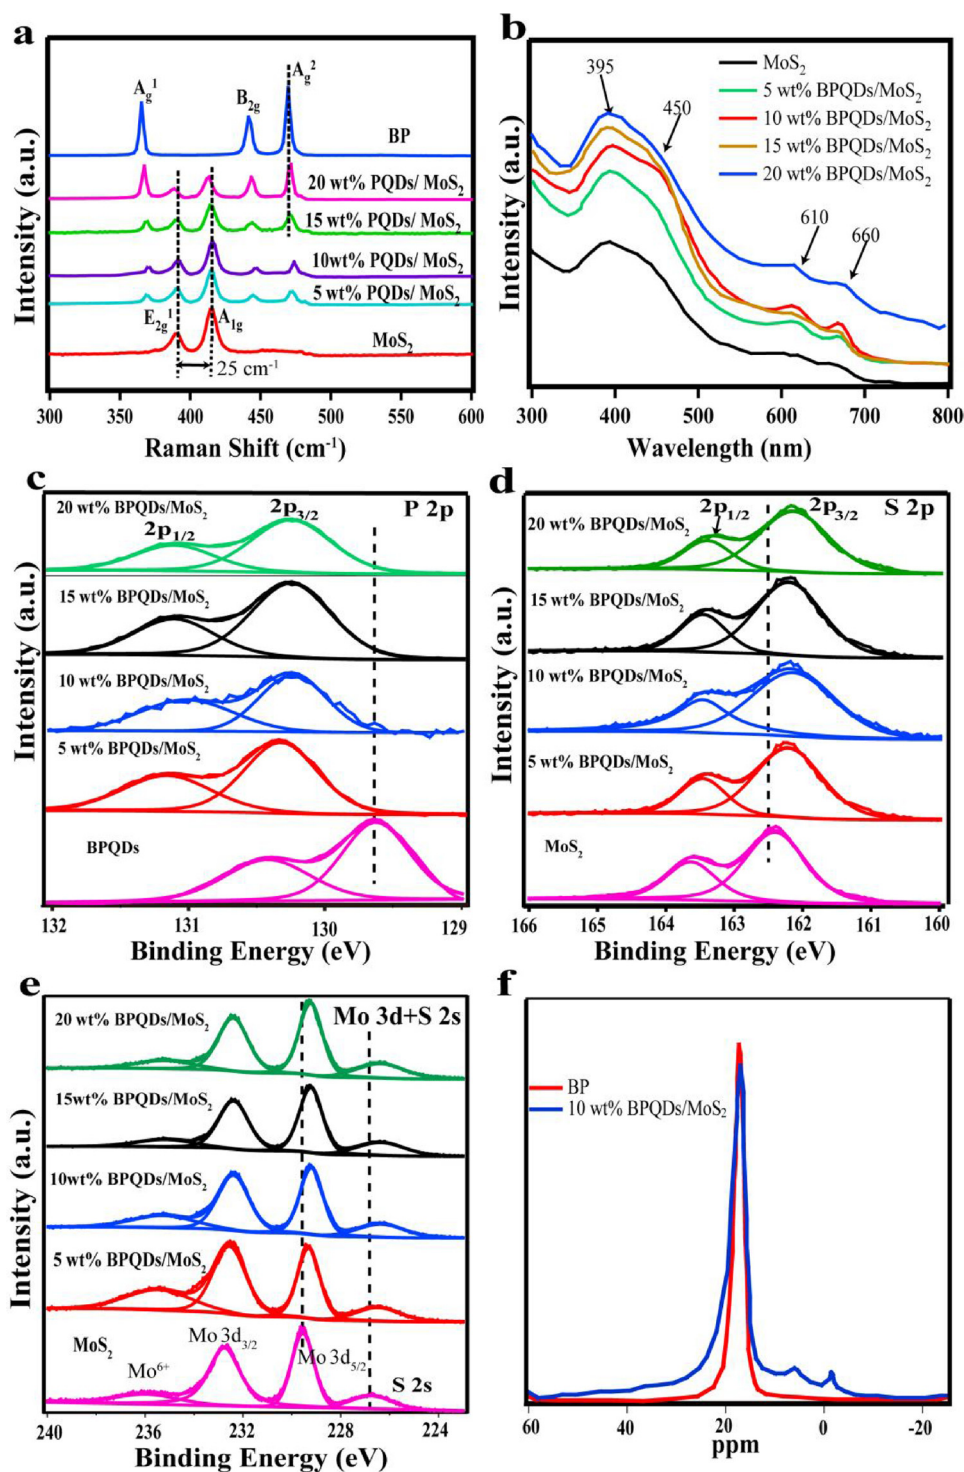 a
Intensity (a.u.)
A_g^1
B_2g
A_g^2
BP
20 wt% PQDs/ MoS₂
15 wt% PQDs/ MoS₂
10wt% PQDs/ MoS₂
5 wt% PQDs/ MoS₂
E_2g^1
A_1g
MoS₂
25 cm⁻¹
300 350 400 450 500 550 600
Raman Shift (cm⁻¹)
b
Intensity (a.u.)
395
450
610
660
MoS₂
5 wt% BPQDs/MoS₂
10 wt% BPQDs/MoS₂
15 wt% BPQDs/MoS₂
20 wt% BPQDs/MoS₂
300 400 500 600 700 800
Wavelength (nm)
c
Intensity (a.u.)
20 wt% BPQDs/MoS₂
2p₁/₂
2p₃/₂
P 2p
15 wt% BPQDs/MoS₂
10 wt% BPQDs/MoS₂
5 wt% BPQDs/MoS₂
BPQDs
132 131 130 129
Binding Energy (eV)
d
Intensity (a.u.)
2p₁/₂
2p₃/₂
S 2p
20 wt% BPQDs/MoS₂
15 wt% BPQDs/MoS₂
10 wt% BPQDs/MoS₂
5 wt% BPQDs/MoS₂
MoS₂
166 165 164 163 162 161 160
Binding Energy (eV)
e
Intensity (a.u.)
20 wt% BPQDs/MoS₂
Mo 3d+S 2s
15wt% BPQDs/MoS₂
10wt% BPQDs/MoS₂
5 wt% BPQDs/MoS₂
MoS₂
Mo⁶⁺
Mo 3d₃/₂
Mo 3d₅/₂
S 2s
240 236 232 228 224
Binding Energy (eV)
f
BP
10 wt% BPQDs/MoS₂
60 40 20 0 -20
ppm